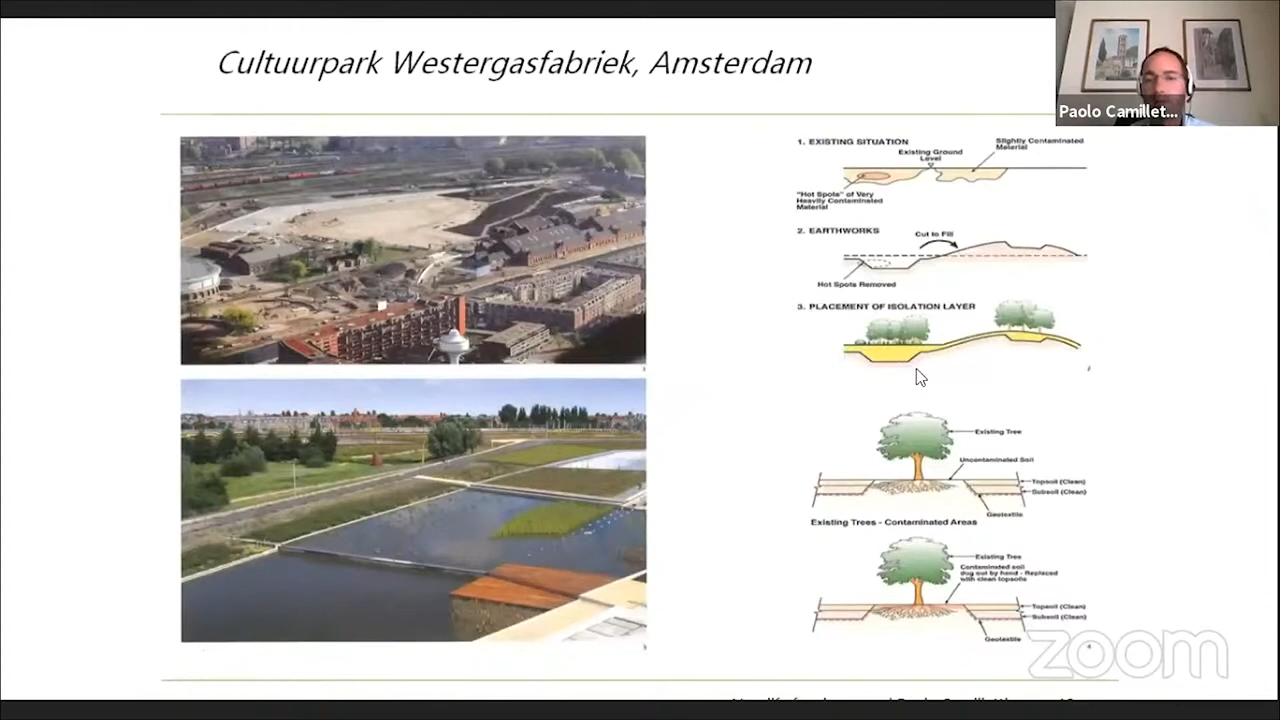 Cultuurpark Westergasfabriek, Amsterdam
Paolo Camillet...
1. EXISTING SITUATION
Existing Ground
Level
Slightly Contaminated
Material
"Hot Spots" of Very
Heavily Contaminated
Material
2. EARTHWORKS
Cut to Fill
Hot Spots Removed
3. PLACEMENT OF ISOLATION LAYER
Existing Tree
Uncontaminated Soil
Topsoil (Clean)
Subsoil (Clean)
Geotextile
Existing Trees - Contaminated Areas
Existing Tree
Contaminated soil
dug out by hand - Replaced
with clean topsoils
Topsoil (Clean)
Subsoil (Clean)
Geotextile
4
zoom